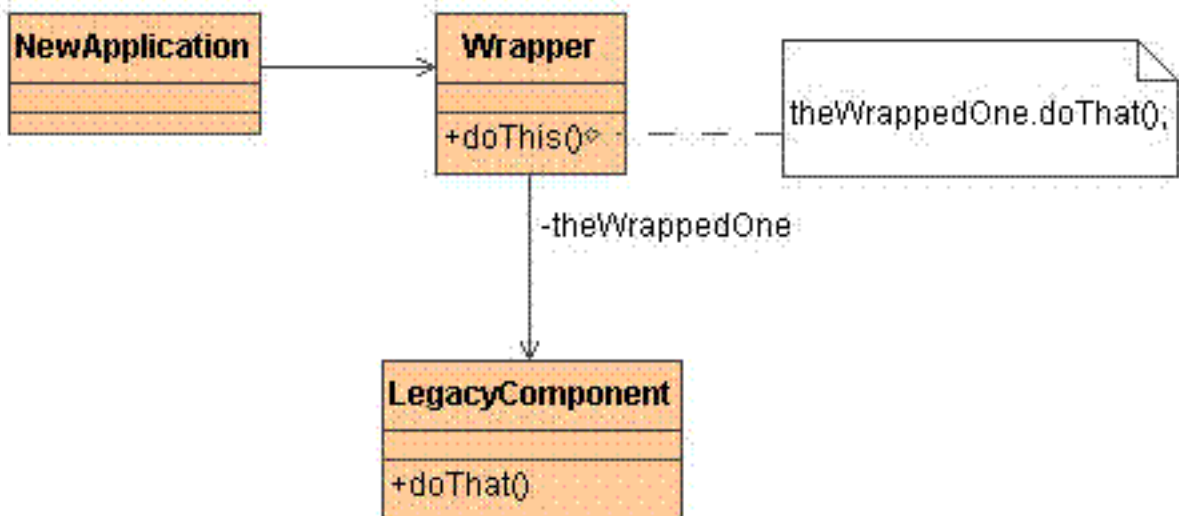 NewApplication
Wrapper
+doThis()
theWrappedOne.doThat();
-theWrappedOne
LegacyComponent
+doThat()